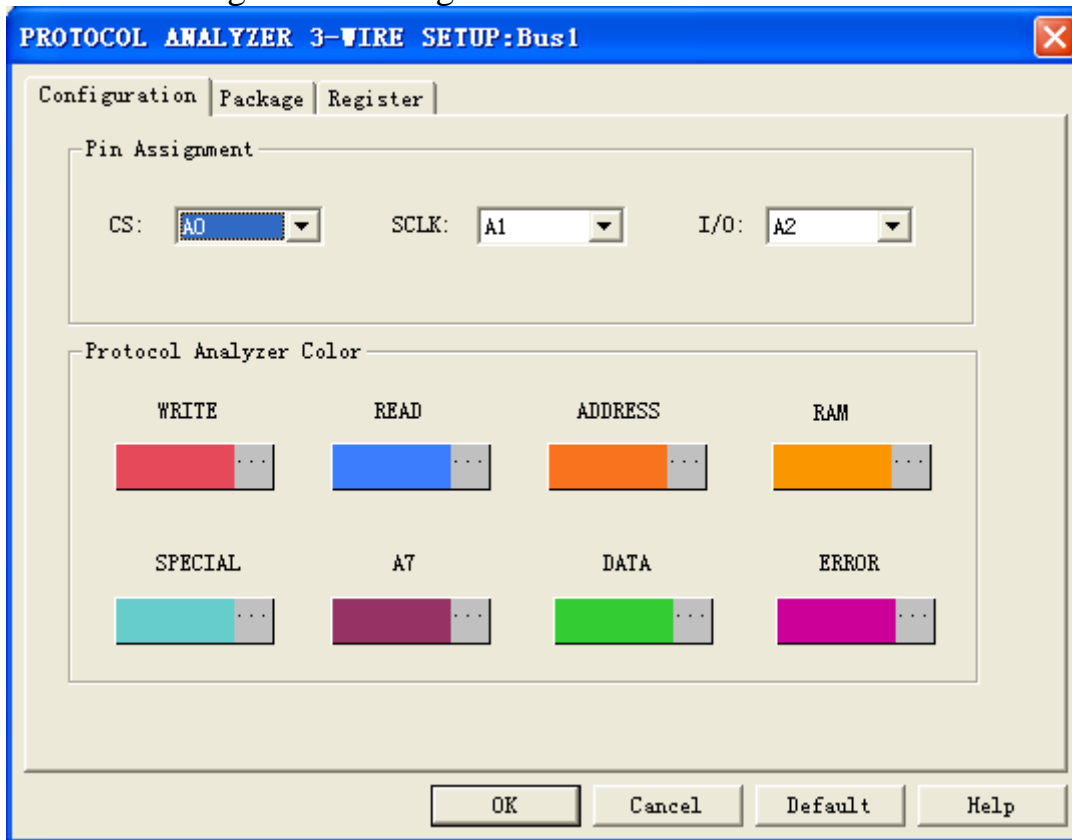 PROTOCOL ANALYZER 3-WIRE SETUP:Bus1
Configuration Package Register
Pin Assignment
CS: A0 SCLK: A1 I/O: A2
Protocol Analyzer Color
WRITE READ ADDRESS RAM
... ... ... ...
SPECIAL A7 DATA ERROR
... ... ... ...
OK Cancel Default Help